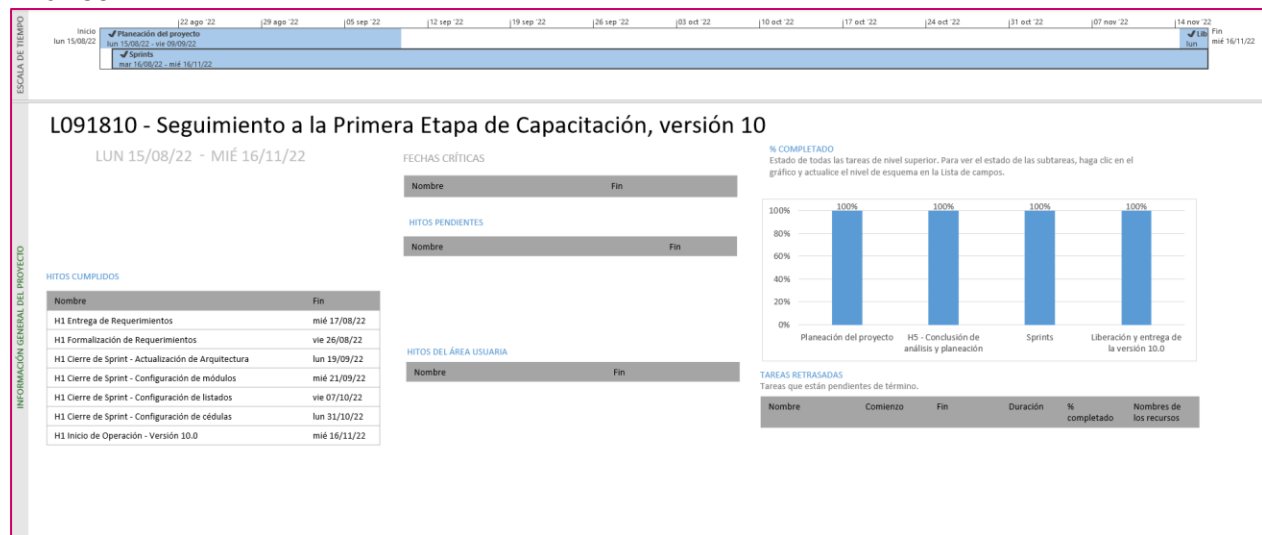 ESCALA DE TIEMPO
22 ago '22 29 ago '22 05 sep '22 12 sep '22 19 sep '22 26 sep '22 03 oct '22 10 oct '22 17 oct '22 24 oct '22 31 oct '22 07 nov '22 14 nov '22
Inicio
lun 15/08/22
Planeación del proyecto
lun 15/08/22 - vie 09/09/22
Sprints
mar 16/08/22 - mié 16/11/22
Lib
lun
Fin
mié 16/11/22
INFORMACIÓN GENERAL DEL PROYECTO
L091810 - Seguimiento a la Primera Etapa de Capacitación, versión 10
LUN 15/08/22 - MIÉ 16/11/22
HITOS CUMPLIDOS
Nombre Fin
H1 Entrega de Requerimientos mié 17/08/22
H1 Formalización de Requerimientos vie 26/08/22
H1 Cierre de Sprint - Actualización de Arquitectura lun 19/09/22
H1 Cierre de Sprint - Configuración de módulos mié 21/09/22
H1 Cierre de Sprint - Configuración de listados vie 07/10/22
H1 Cierre de Sprint - Configuración de cédulas lun 31/10/22
H1 Inicio de Operación - Versión 10.0 mié 16/11/22
FECHAS CRÍTICAS
Nombre Fin
HITOS PENDIENTES
Nombre Fin
HITOS DEL ÁREA USUARIA
Nombre Fin
% COMPLETADO
Estado de todas las tareas de nivel superior. Para ver el estado de las subtareas, haga clic en el
gráfico y actualice el nivel de esquema en la Lista de campos.
100% 100% 100% 100%
100%
80%
60%
40%
20%
0%
Planeación del proyecto H5 - Conclusión de Sprints Liberación y entrega de
análisis y planeación la versión 10.0
TAREAS RETRASADAS
Tareas que están pendientes de término.
Nombre Comienzo Fin Duración % Nombres de
completado los recursos